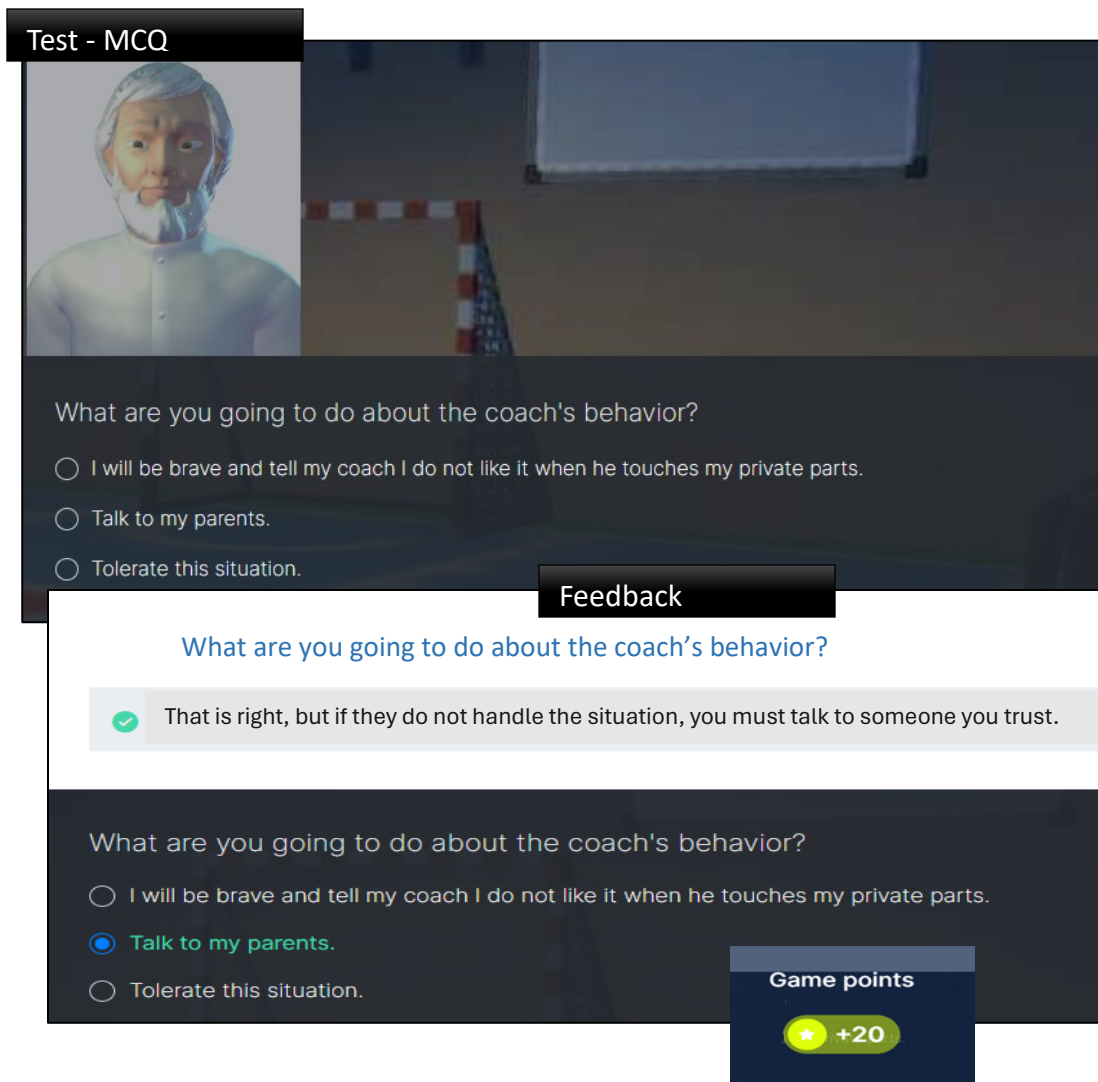 Test - MCQ
What are you going to do about the coach's behavior?
I will be brave and tell my coach I do not like it when he touches my private parts.
Talk to my parents.
Tolerate this situation.
Feedback
What are you going to do about the coach’s behavior?
That is right, but if they do not handle the situation, you must talk to someone you trust.
What are you going to do about the coach's behavior?
I will be brave and tell my coach I do not like it when he touches my private parts.
Talk to my parents.
Tolerate this situation.
Game points
+20